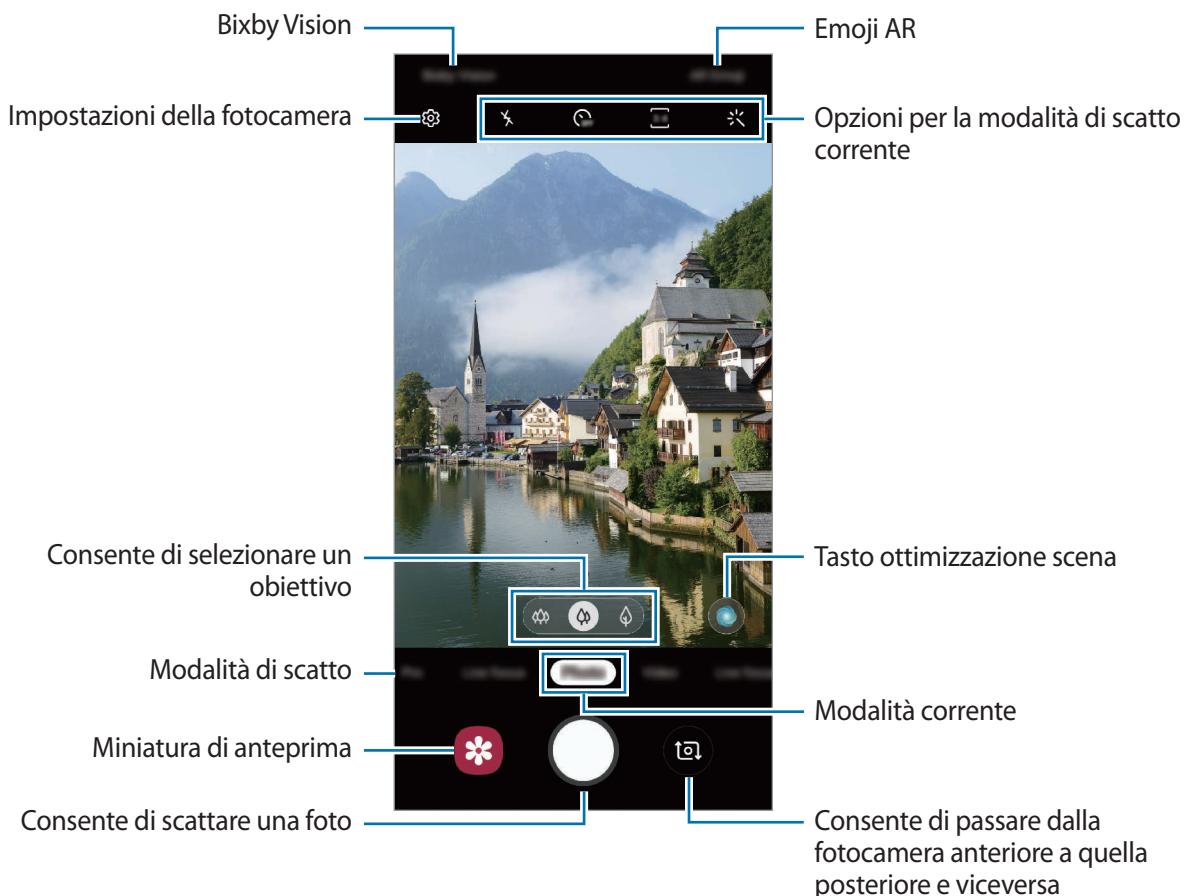 Bixby Vision
Emoji AR
Impostazioni della fotocamera
Opzioni per la modalità di scatto
corrente
Consente di selezionare un
obiettivo
Tasto ottimizzazione scena
Modalità di scatto
Modalità corrente
Miniatura di anteprima
Consente di scattare una foto
Consente di passare dalla
fotocamera anteriore a quella
posteriore e viceversa